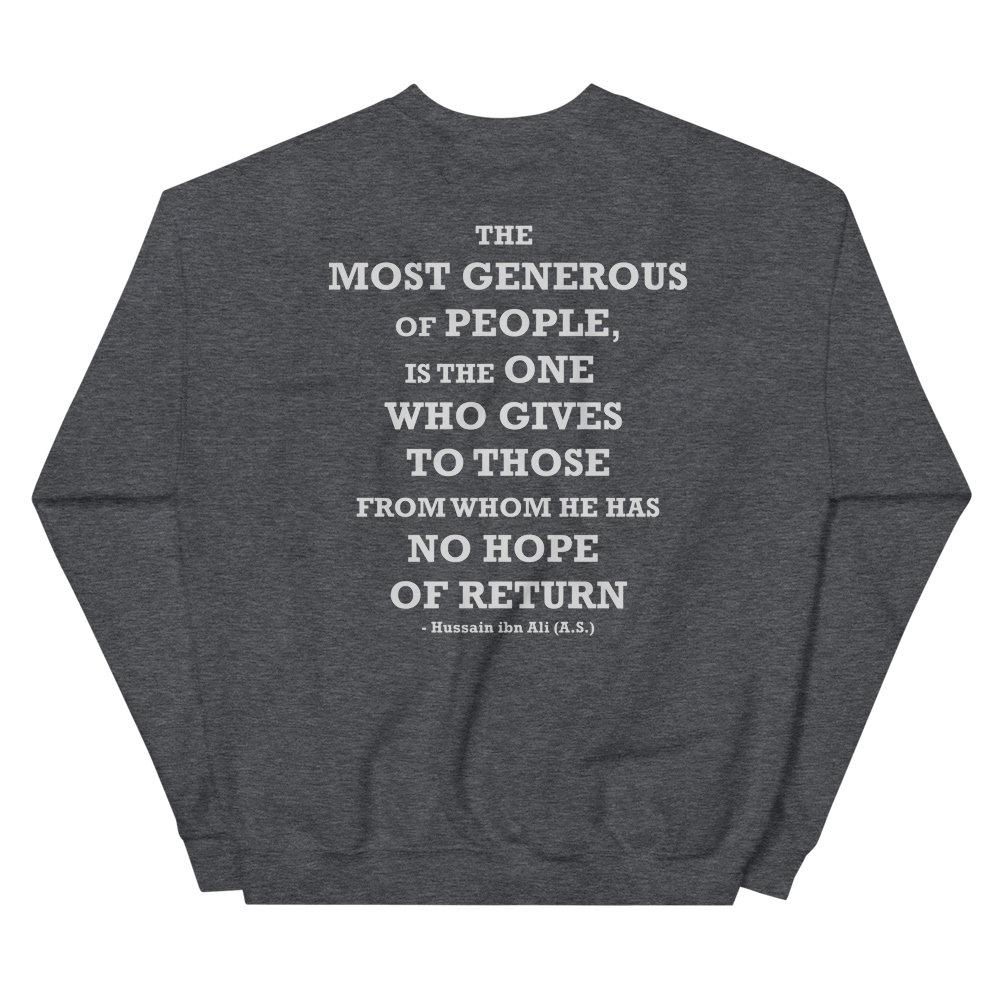 THE
MOST GENEROUS
OF PEOPLE,
IS THE ONE
WHO GIVES
TO THOSE
FROM WHOM HE HAS
NO HOPE
OF RETURN
- Hussain ibn Ali (A.S.)